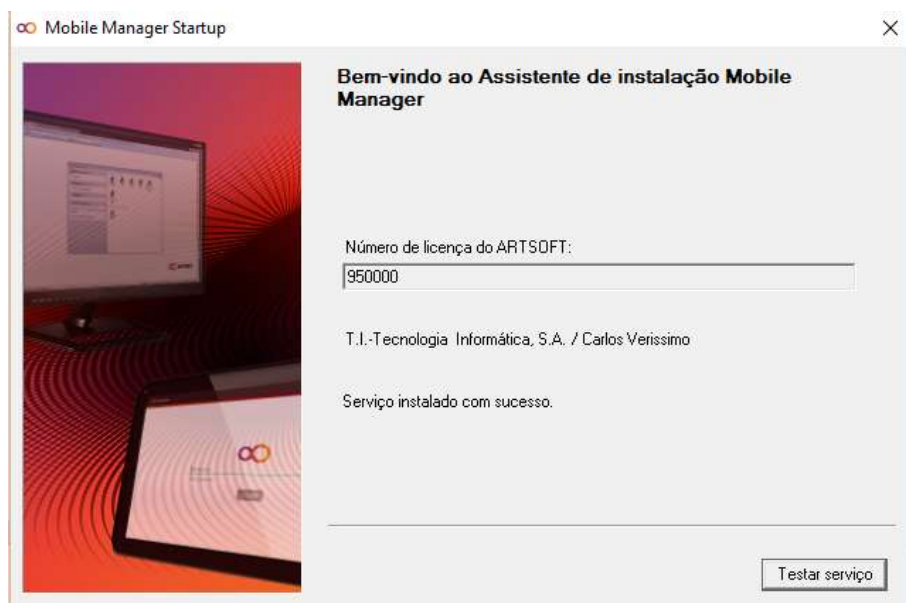 Mobile Manager Startup
Bem-vindo ao Assistente de instalação Mobile
Manager
Número de licença do ARTSOFT:
950000
T.I.-Tecnologia Informática, S.A. / Carlos Verissimo
Serviço instalado com sucesso.
Testar serviço